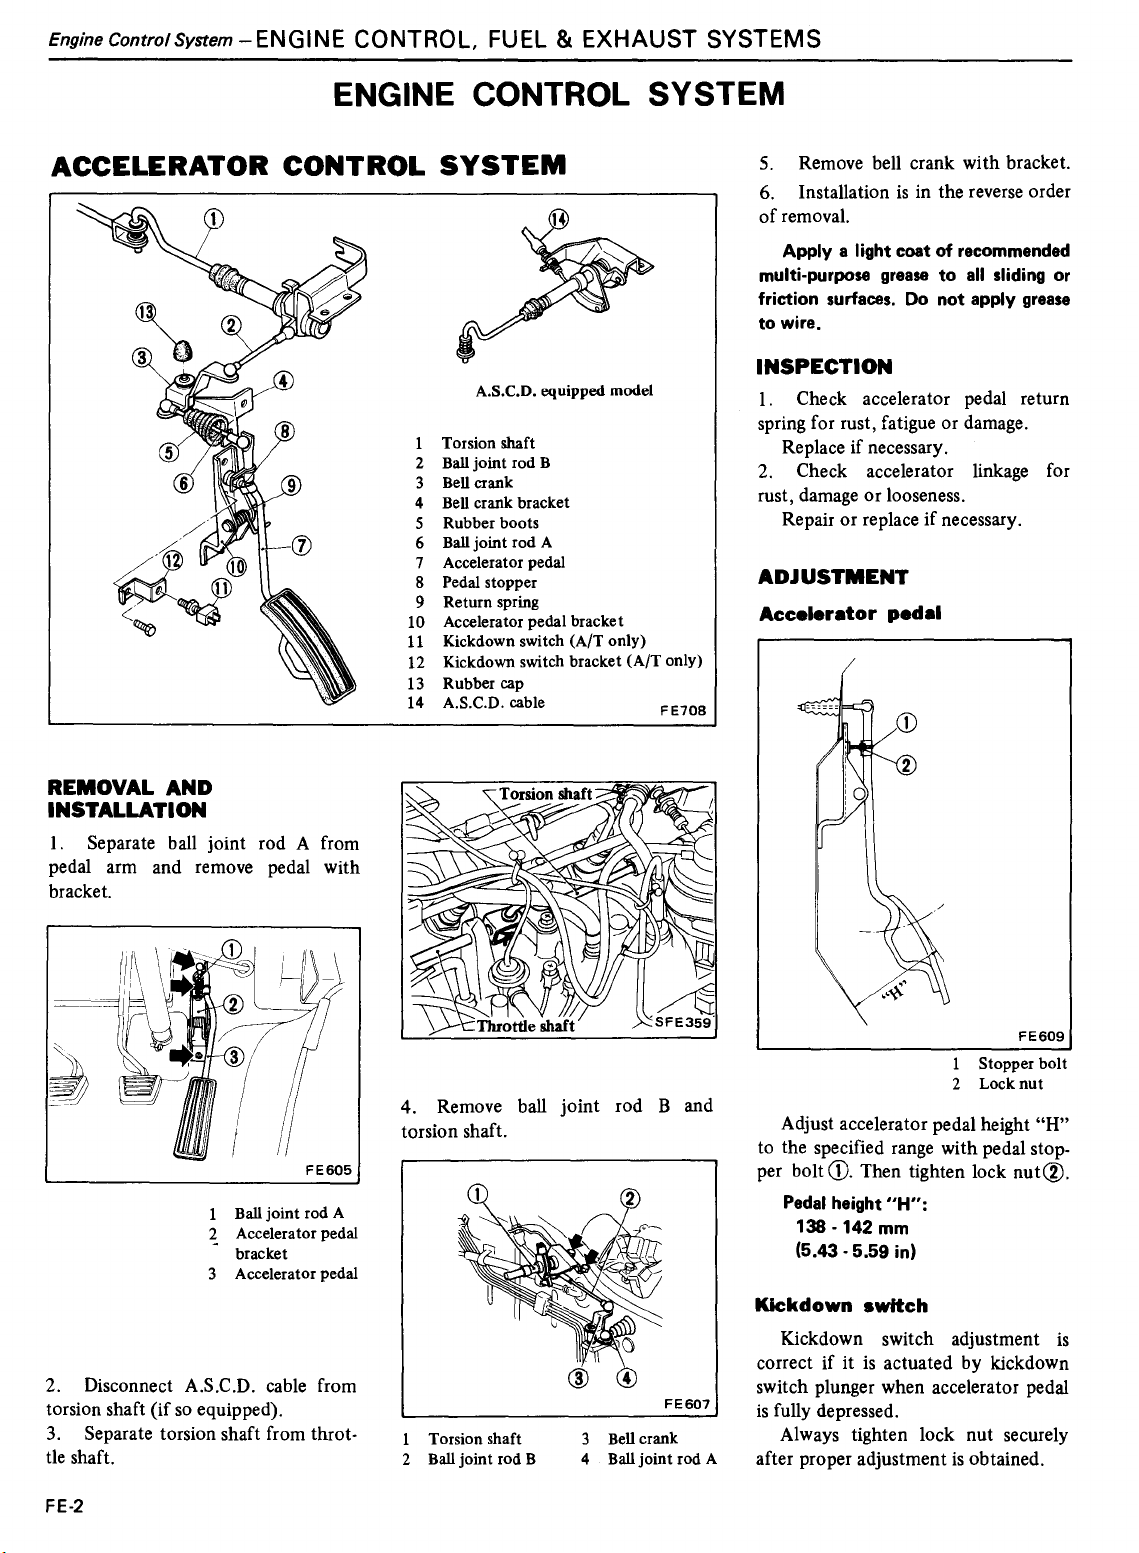 Engine Control System – ENGINE CONTROL, FUEL & EXHAUST SYSTEMS
ENGINE CONTROL SYSTEM
ACCELERATOR CONTROL SYSTEM
①
⑭
⑬
②
③
④
⑧
⑤
⑥
⑨
⑦
⑫
⑩
⑪
A.S.C.D. equipped model
1 Torsion shaft
2 Ball joint rod B
3 Bell crank
4 Bell crank bracket
5 Rubber boots
6 Ball joint rod A
7 Accelerator pedal
8 Pedal stopper
9 Return spring
10 Accelerator pedal bracket
11 Kickdown switch (A/T only)
12 Kickdown switch bracket (A/T only)
13 Rubber cap
14 A.S.C.D. cable
FE708
REMOVAL AND
INSTALLATION
1. Separate ball joint rod A from
pedal arm and remove pedal with
bracket.
①
②
③
FE605
1 Ball joint rod A
2 Accelerator pedal
bracket
3 Accelerator pedal
2. Disconnect A.S.C.D. cable from
torsion shaft (if so equipped).
3. Separate torsion shaft from throt-
tle shaft.
Torsion shaft
Throttle shaft
SFE359
4. Remove ball joint rod B and
torsion shaft.
①
②
③
④
FE607
1 Torsion shaft 3 Bell crank
2 Ball joint rod B 4 Ball joint rod A
5. Remove bell crank with bracket.
6. Installation is in the reverse order
of removal.
Apply a light coat of recommended
multi-purpose grease to all sliding or
friction surfaces. Do not apply grease
to wire.
INSPECTION
1. Check accelerator pedal return
spring for rust, fatigue or damage.
Replace if necessary.
2. Check accelerator linkage for
rust, damage or looseness.
Repair or replace if necessary.
ADJUSTMENT
Accelerator pedal
①
②
“H”
FE609
1 Stopper bolt
2 Lock nut
Adjust accelerator pedal height “H”
to the specified range with pedal stop-
per bolt ①. Then tighten lock nut②.
Pedal height "H":
138 - 142 mm
(5.43 - 5.59 in)
Kickdown switch
Kickdown switch adjustment is
correct if it is actuated by kickdown
switch plunger when accelerator pedal
is fully depressed.
Always tighten lock nut securely
after proper adjustment is obtained.
FE-2